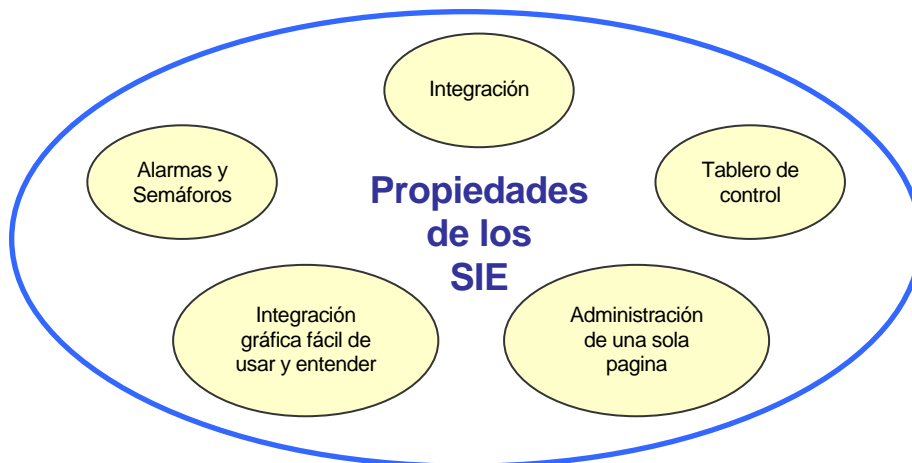 Integración
Alarmas y
Semáforos
Tablero de
control
Propiedades
de los
SIE
Integración
gráfica fácil de
usar y entender
Administración
de una sola
pagina